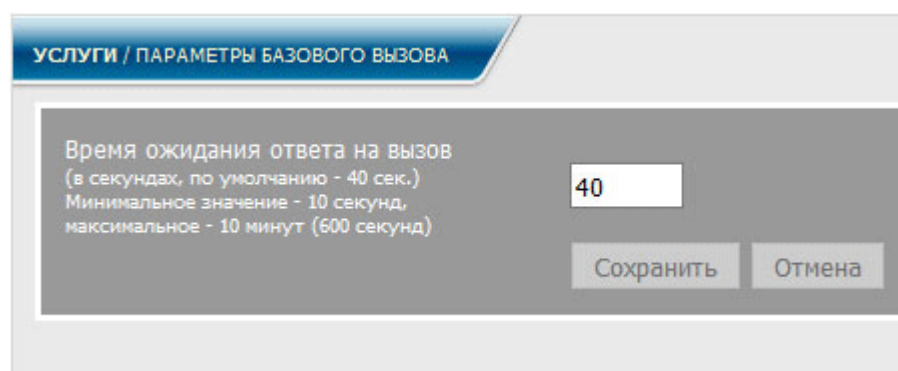 УСЛУГИ / ПАРАМЕТРЫ БАЗОВОГО ВЫЗОВА
Время ожидания ответа на вызов
(в секундах, по умолчанию - 40 сек.)
Минимальное значение - 10 секунд,
максимальное - 10 минут (600 секунд)
40
Сохранить Отмена